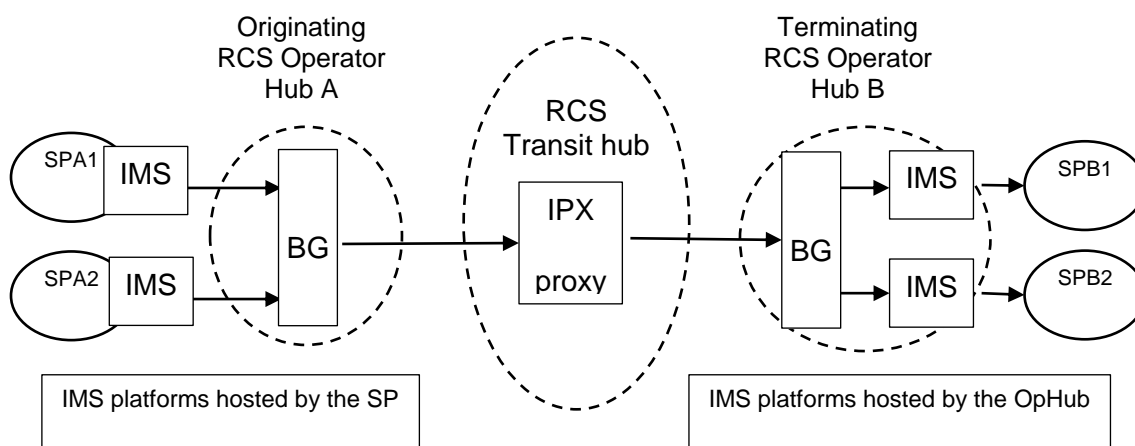 Originating
RCS Operator
Hub A
Terminating
RCS Operator
Hub B
RCS
Transit hub
SPA1
IMS
SPA2
IMS
BG
IPX
proxy
BG
IMS
IMS
SPB1
SPB2
IMS platforms hosted by the SP
IMS platforms hosted by the OpHub